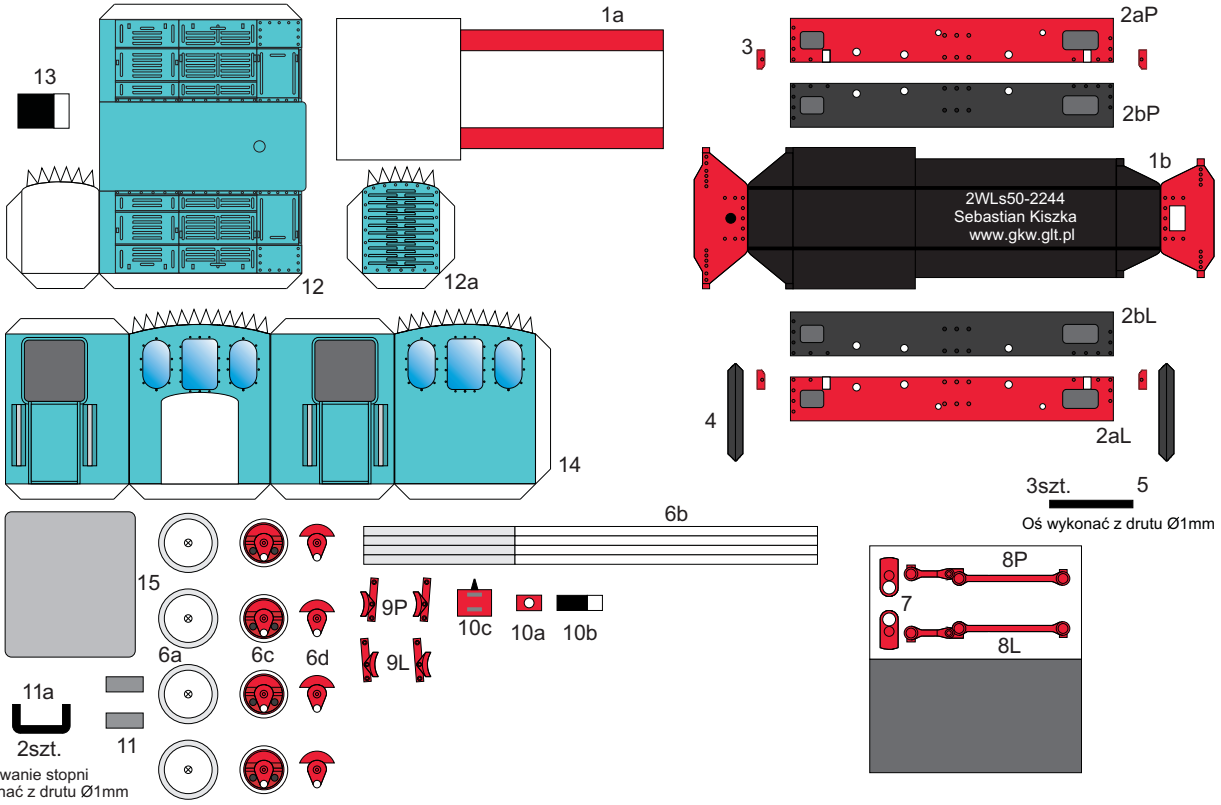 1a
2aP
3
13
2bP
1b
2WLs50-2244
Sebastian Kiszka
www.gkw.glt.pl
12
12a
2bL
4
2aL
14
3szt. 5
Oś wykonać z drutu Ø1mm
6b
15
8P
7
9P
10c
10a
10b
8L
6a
6c
6d
9L
11a
11
2szt.
wanie stopni
nać z drutu Ø1mm